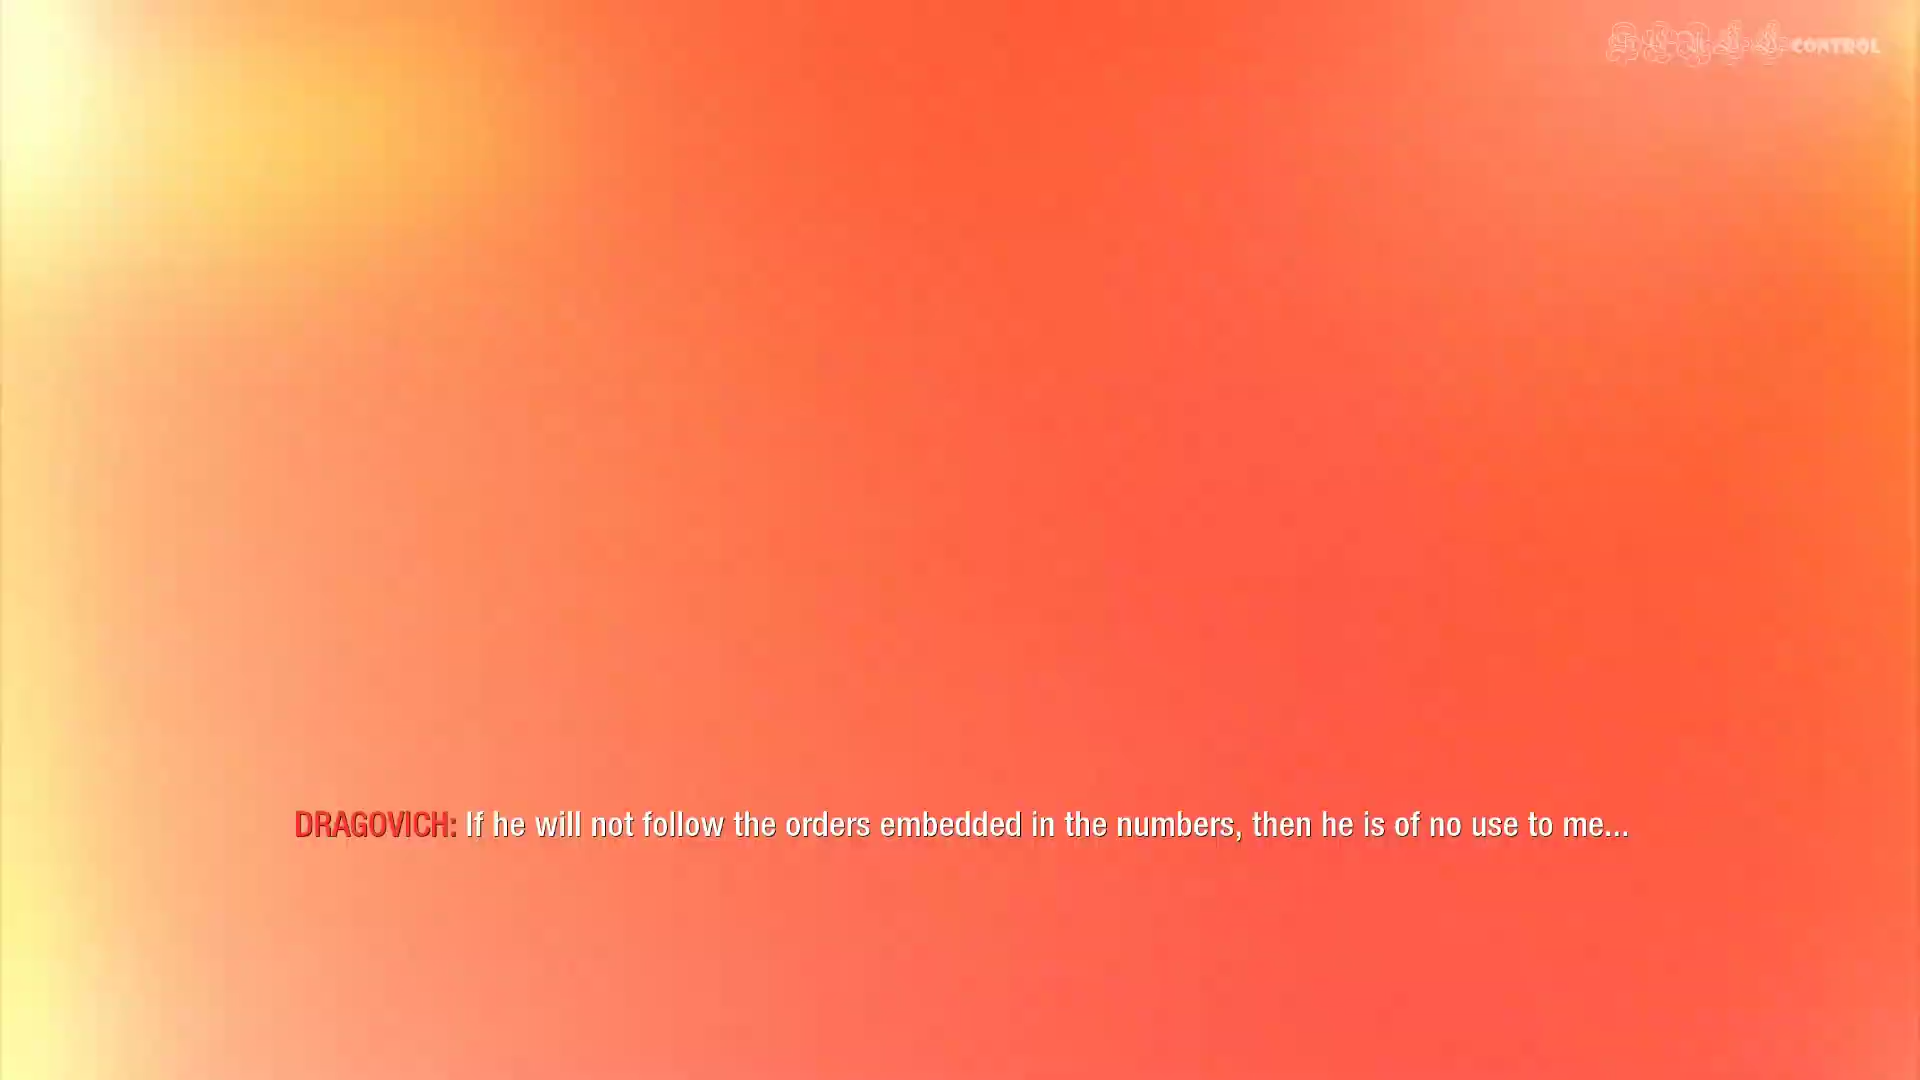 CONTROL
DRAGOVICH: If he will not follow the orders embedded in the numbers, then he is of no use to me...